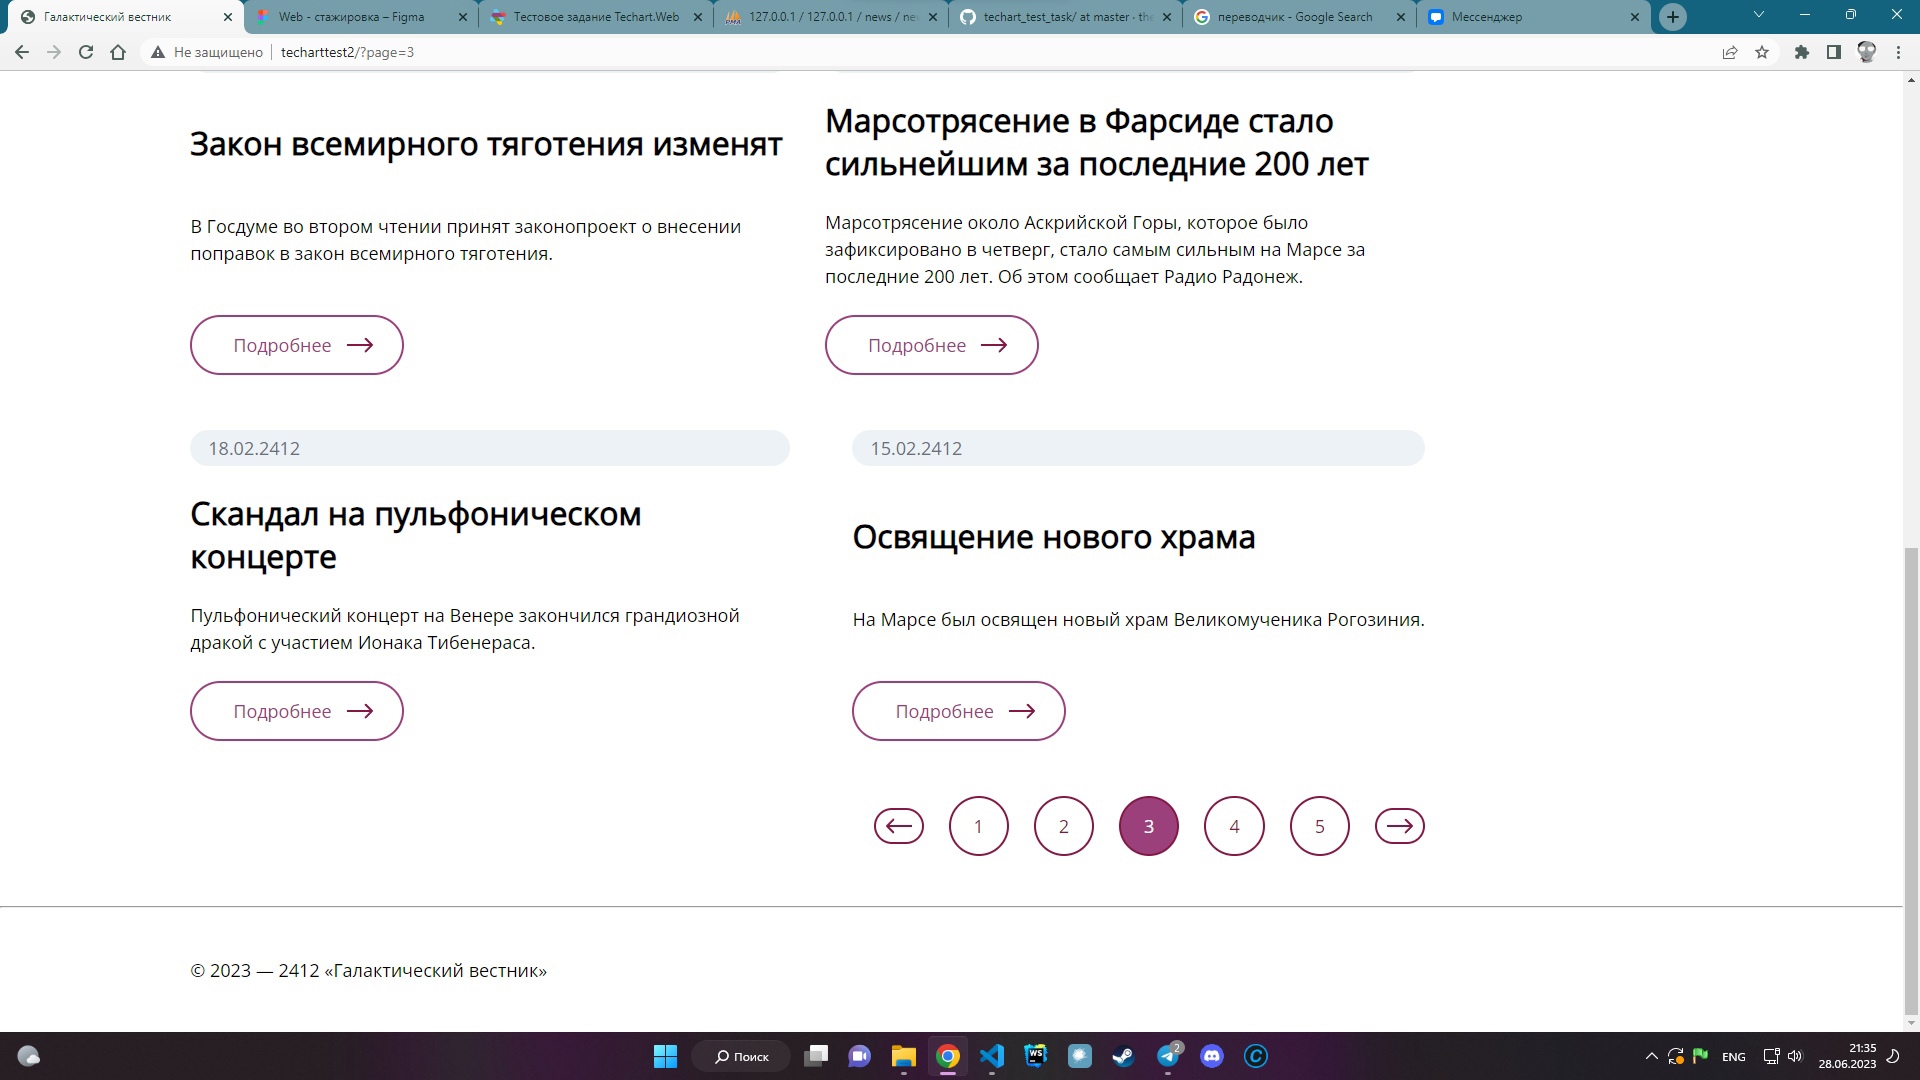 Галактический вестник
Web - стажировка – Figma
Тестовое задание Techart.Web
127.0.0.1 / 127.0.0.1 / news /
techart_test_task/ at master ·
переводчик - Google Search
Мессенджер
Не защищено
techarttest2/?page=3
Закон всемирного тяготения изменят
В Госдуме во втором чтении принят законопроект о внесении
поправок в закон всемирного тяготения.
Подробнее
Марсотрясение в Фарсиде стало
сильнейшим за последние 200 лет
Марсотрясение около Аскрийской Горы, которое было
зафиксировано в четверг, стало самым сильным на Марсе за
последние 200 лет. Об этом сообщает Радио Радонеж.
Подробнее
18.02.2412
Скандал на пульфоническом
концерте
Пульфонический концерт на Венере закончился грандиозной
дракой с участием Ионака Тибенераса.
Подробнее
15.02.2412
Освящение нового храма
На Марсе был освящен новый храм Великомученика Рогозиния.
Подробнее
1 2 3 4 5
© 2023 — 2412 «Галактический вестник»
Поиск
WS
2
C
ENG
21:35
28.06.2023